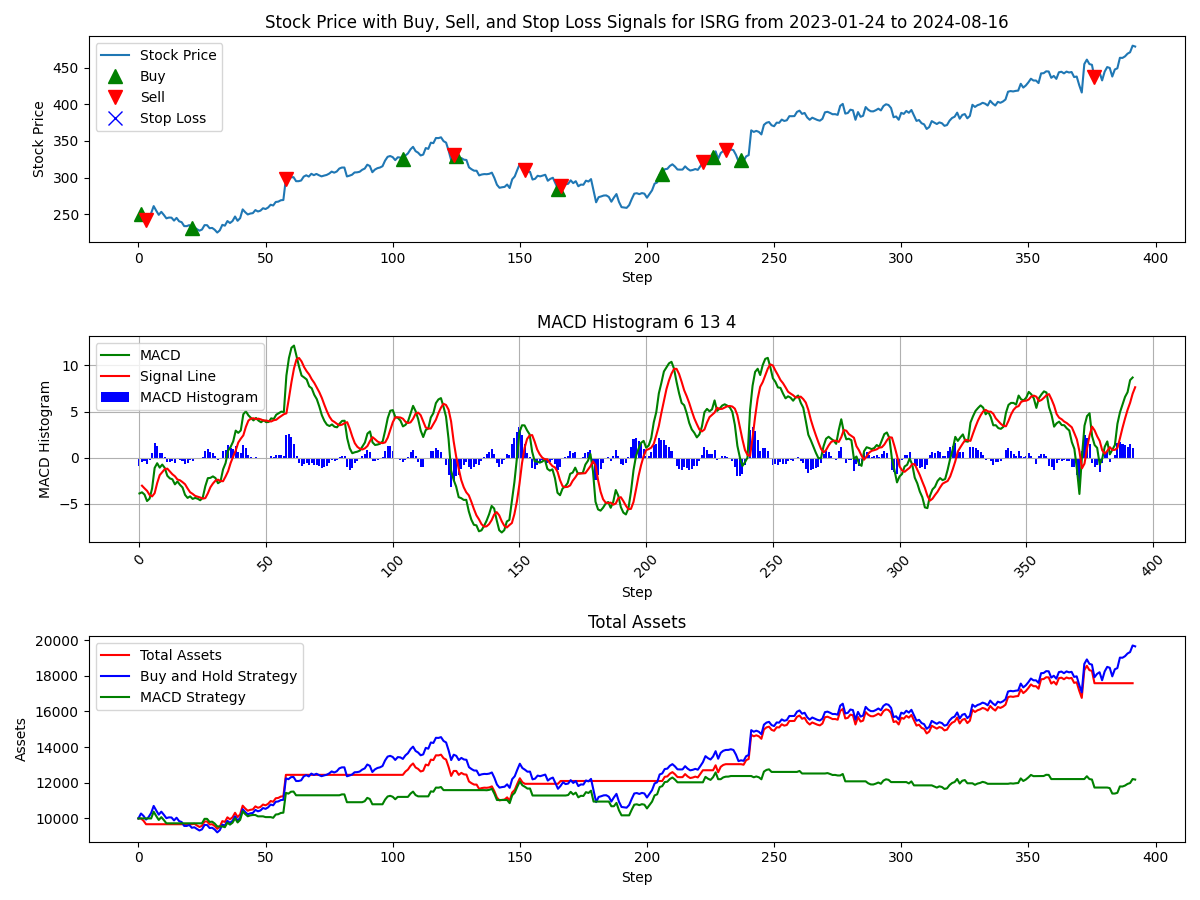 Stock Price with Buy, Sell, and Stop Loss Signals for ISRG from 2023-01-24 to 2024-08-16
Stock Price
Buy
Sell
Stop Loss
Stock Price
450
400
350
300
250
0 50 100 150 200 250 300 350 400
Step
MACD Histogram 6 13 4
MACD
Signal Line
MACD Histogram
MACD Histogram
10
5
0
−5
0 50 100 150 200 250 300 350 400
Step
Total Assets
Total Assets
Buy and Hold Strategy
MACD Strategy
Assets
20000
18000
16000
14000
12000
10000
0 50 100 150 200 250 300 350 400
Step